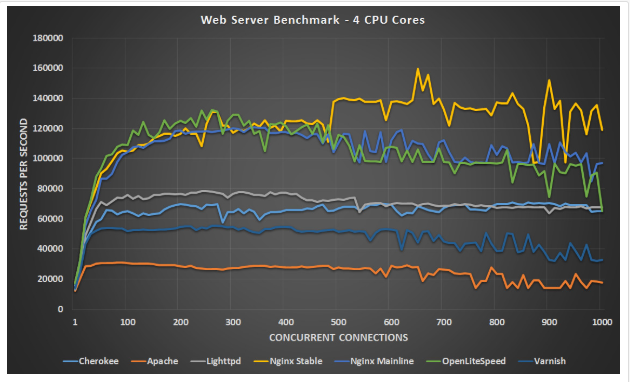 Web Server Benchmark - 4 CPU Cores
180000
160000
140000
120000
100000
80000
60000
40000
20000
0
REQUESTS PER SECOND
1 100 200 300 400 500 600 700 800 900 1000
CONCURRENT CONNECTIONS
Cherokee Apache Lighttpd Nginx Stable Nginx Mainline OpenLiteSpeed Varnish